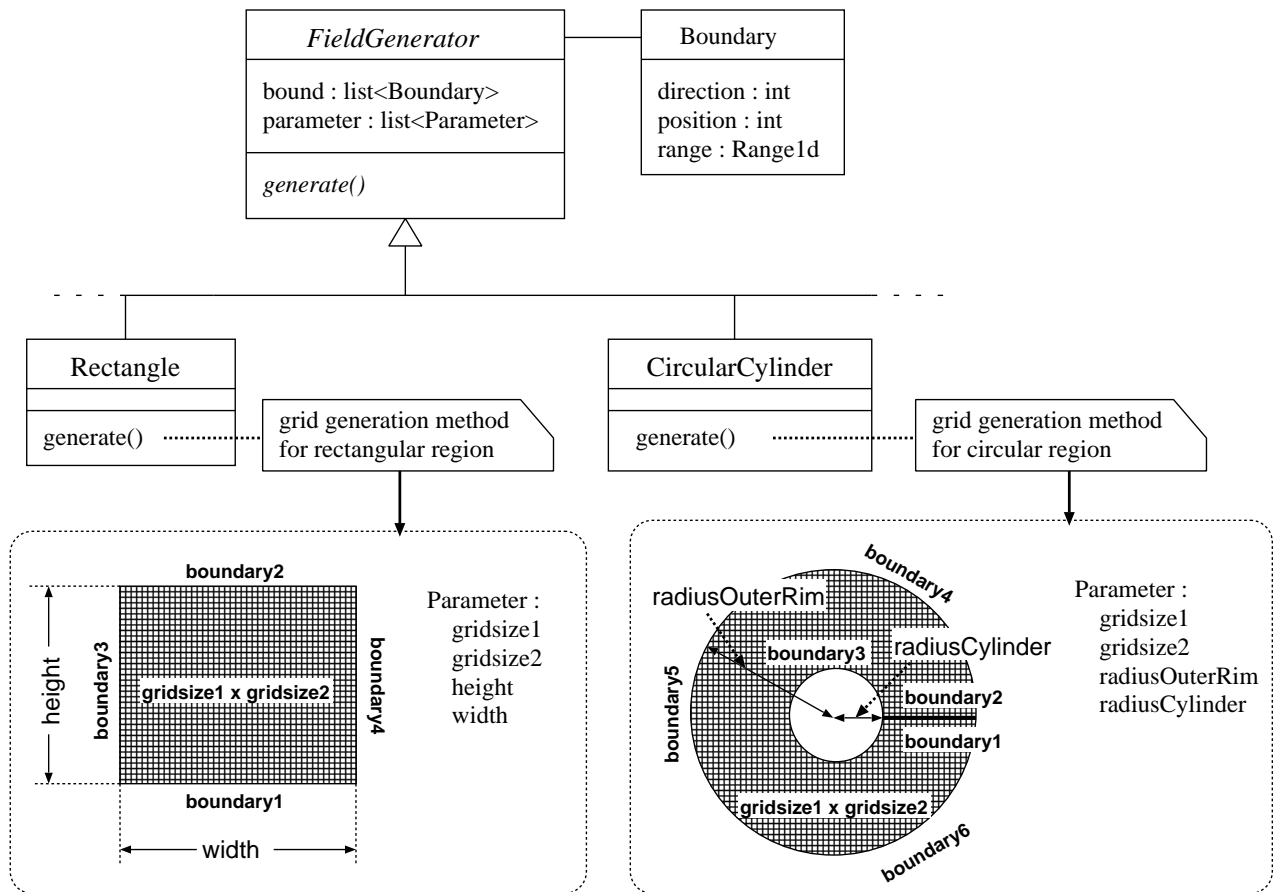 FieldGenerator
bound : list<Boundary>
parameter : list<Parameter>
generate()
Boundary
direction : int
position : int
range : Range1d
Rectangle
generate()
grid generation method
for rectangular region
CircularCylinder
generate()
grid generation method
for circular region
boundary2
height
boundary3
gridsize1 x gridsize2
boundary4
boundary1
width
Parameter :
gridsize1
gridsize2
height
width
boundary4
radiusOuterRim
radiusCylinder
boundary3
boundary5
boundary2
boundary1
gridsize1 x gridsize2
boundary6
Parameter :
gridsize1
gridsize2
radiusOuterRim
radiusCylinder